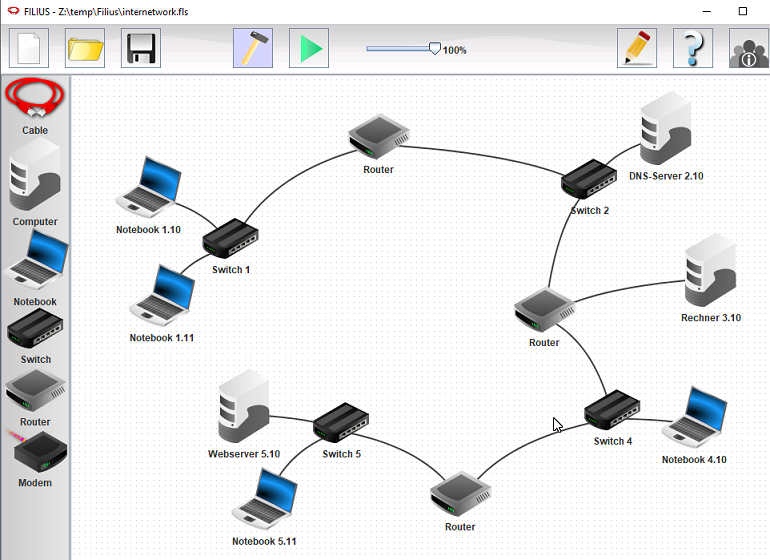 FILIUS - Z:\temp\Filius\internetwork.fls
100%
Cable
Computer
Notebook
Switch
Router
Modem
Router
DNS-Server 2.10
Switch 2
Notebook 1.10
Switch 1
Notebook 1.11
Rechner 3.10
Router
Switch 4
Notebook 4.10
Webserver 5.10
Switch 5
Router
Notebook 5.11